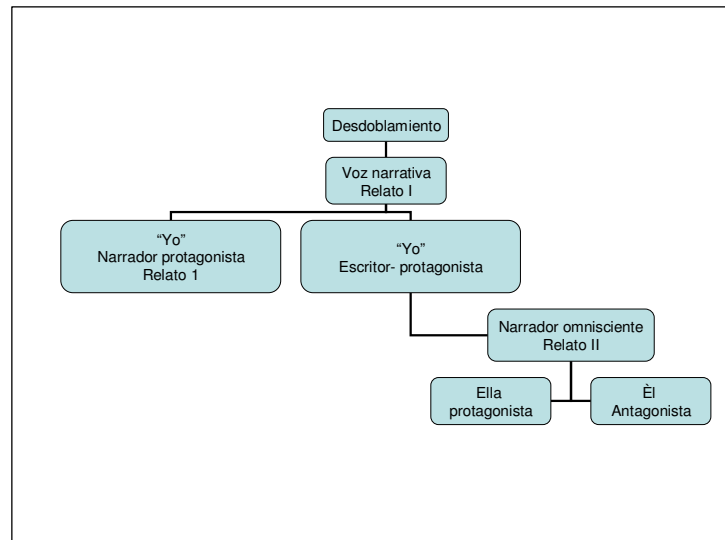 Desdoblamiento
Voz narrativa
Relato I
“Yo”
Narrador protagonista
Relato 1
“Yo”
Escritor- protagonista
Narrador omnisciente
Relato II
Ella
protagonista
Èl
Antagonista